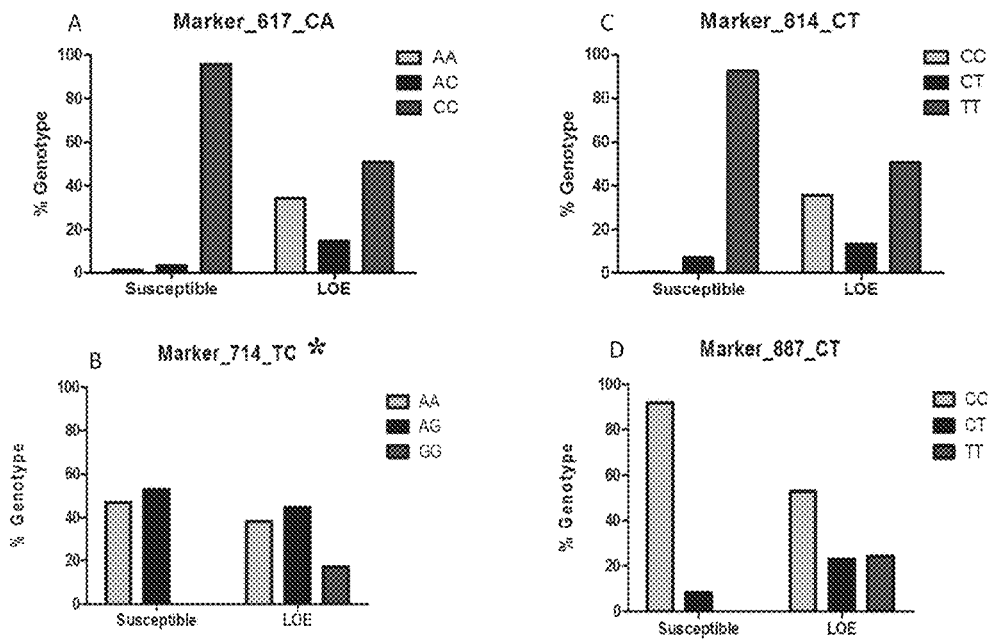 A
Marker_617_CA
100
80
60
40
20
0
% Genotype
Susceptible
LOE
AA
AC
CC
C
Marker_814_CT
100
80
60
40
20
0
% Genotype
Susceptible
LOE
CC
CT
TT
B
Marker_714_TC *
100
80
60
40
20
0
% Genotype
Susceptible
LOE
AA
AG
GG
D
Marker_887_CT
100
80
60
40
20
0
% Genotype
Susceptible
LOE
CC
CT
TT